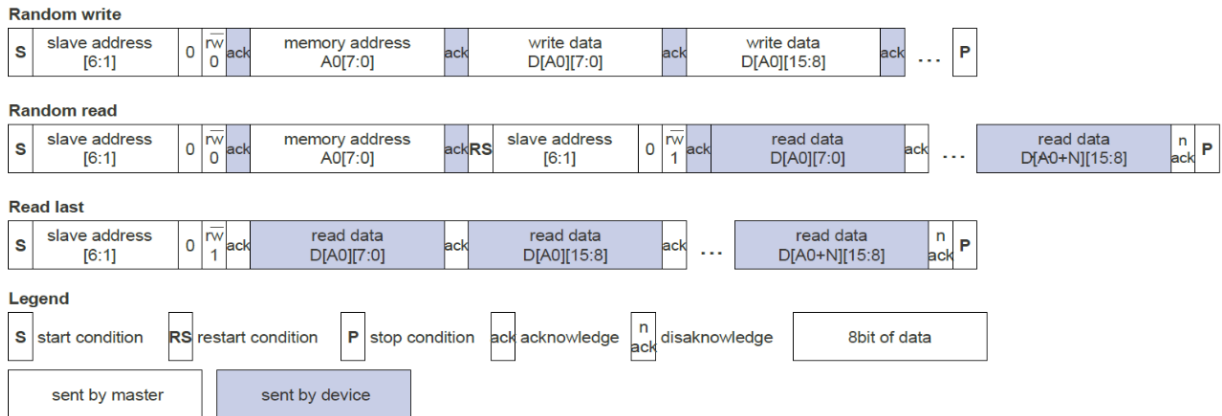 Random write
S slave address [6:1] 0 rw 0 ack memory address A0[7:0] ack write data D[A0][7:0] ack write data D[A0][15:8] ack ... P
Random read
S slave address [6:1] 0 rw 0 ack memory address A0[7:0] ack RS slave address [6:1] 0 rw 1 ack read data D[A0][7:0] ack ... read data D[A0+N][15:8] n ack P
Read last
S slave address [6:1] 0 rw 1 ack read data D[A0][7:0] ack read data D[A0][15:8] ack ... read data D[A0+N][15:8] n ack P
Legend
S start condition RS restart condition P stop condition ack acknowledge n ack disaknowledge 8bit of data
sent by master sent by device